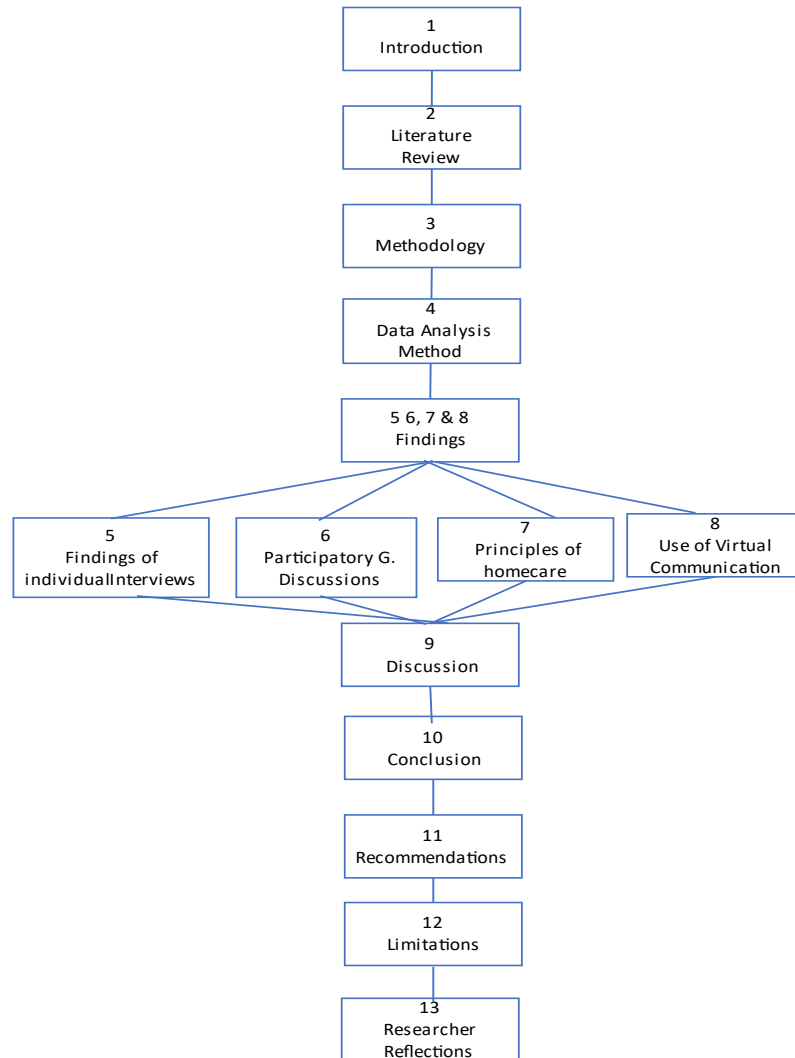 1
Introduction
2
Literature
Review
3
Methodology
4
Data Analysis
Method
5 6, 7 & 8
Findings
5
Findings of
individualInterviews
6
Participatory G.
Discussions
7
Principles of
homecare
8
Use of Virtual
Communication
9
Discussion
10
Conclusion
11
Recommendations
12
Limitations
13
Researcher
Reflections